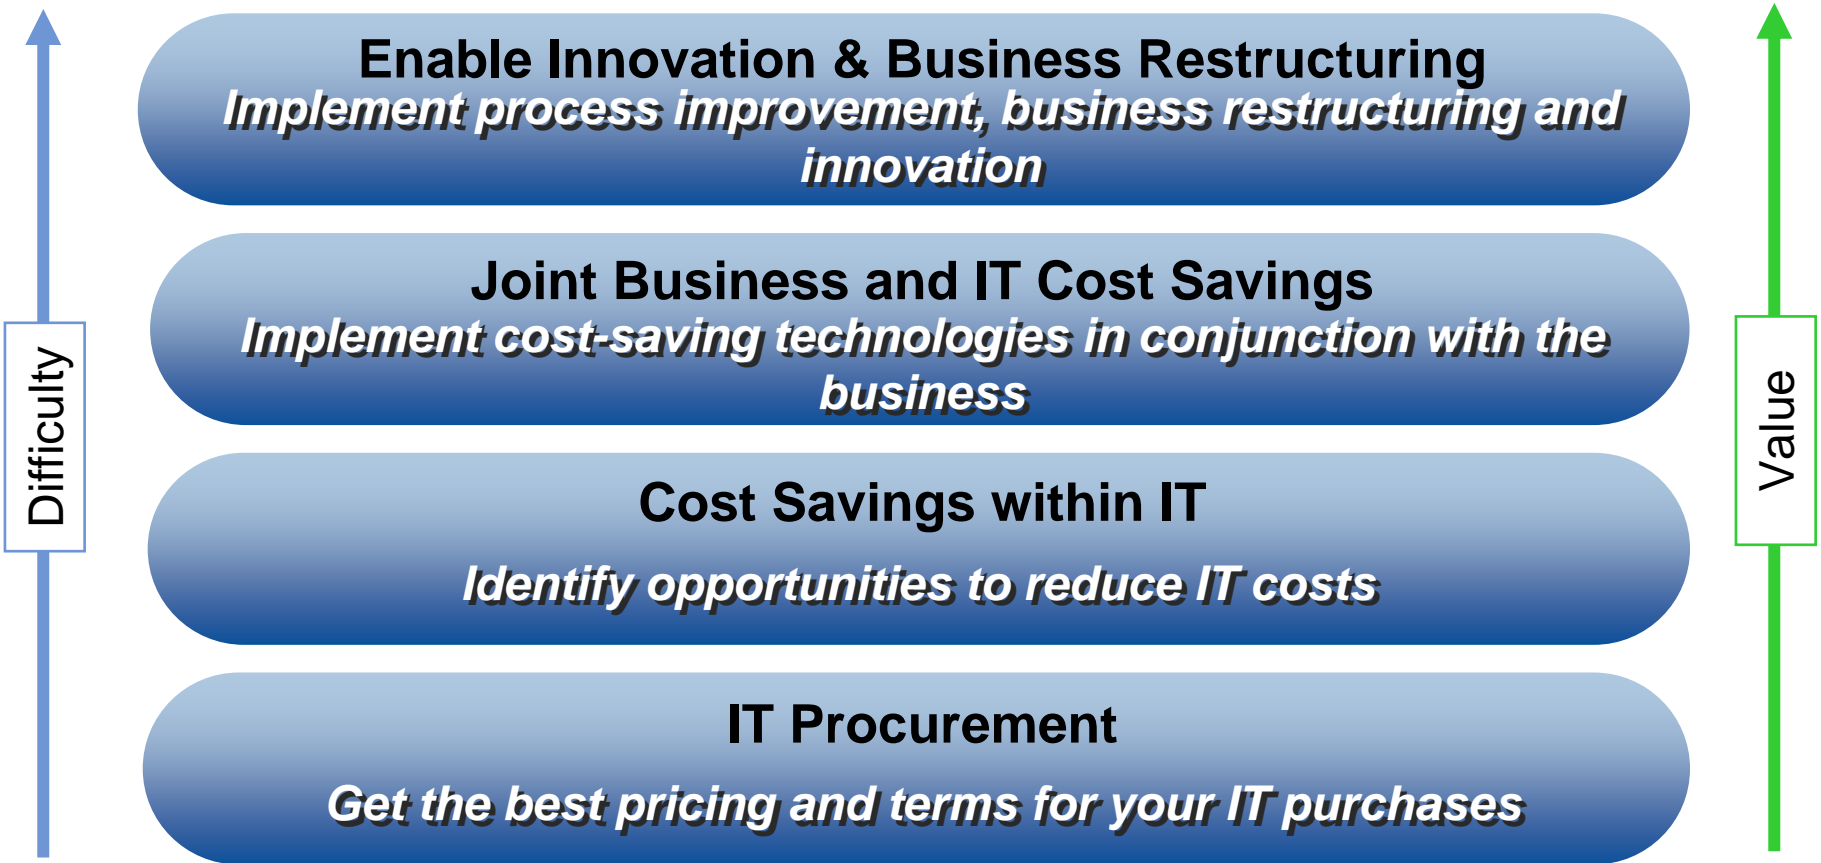 Enable Innovation & Business Restructuring
Implement process improvement, business restructuring and
innovation
Joint Business and IT Cost Savings
Implement cost-saving technologies in conjunction with the
business
Difficulty
Value
Cost Savings within IT
Identify opportunities to reduce IT costs
IT Procurement
Get the best pricing and terms for your IT purchases